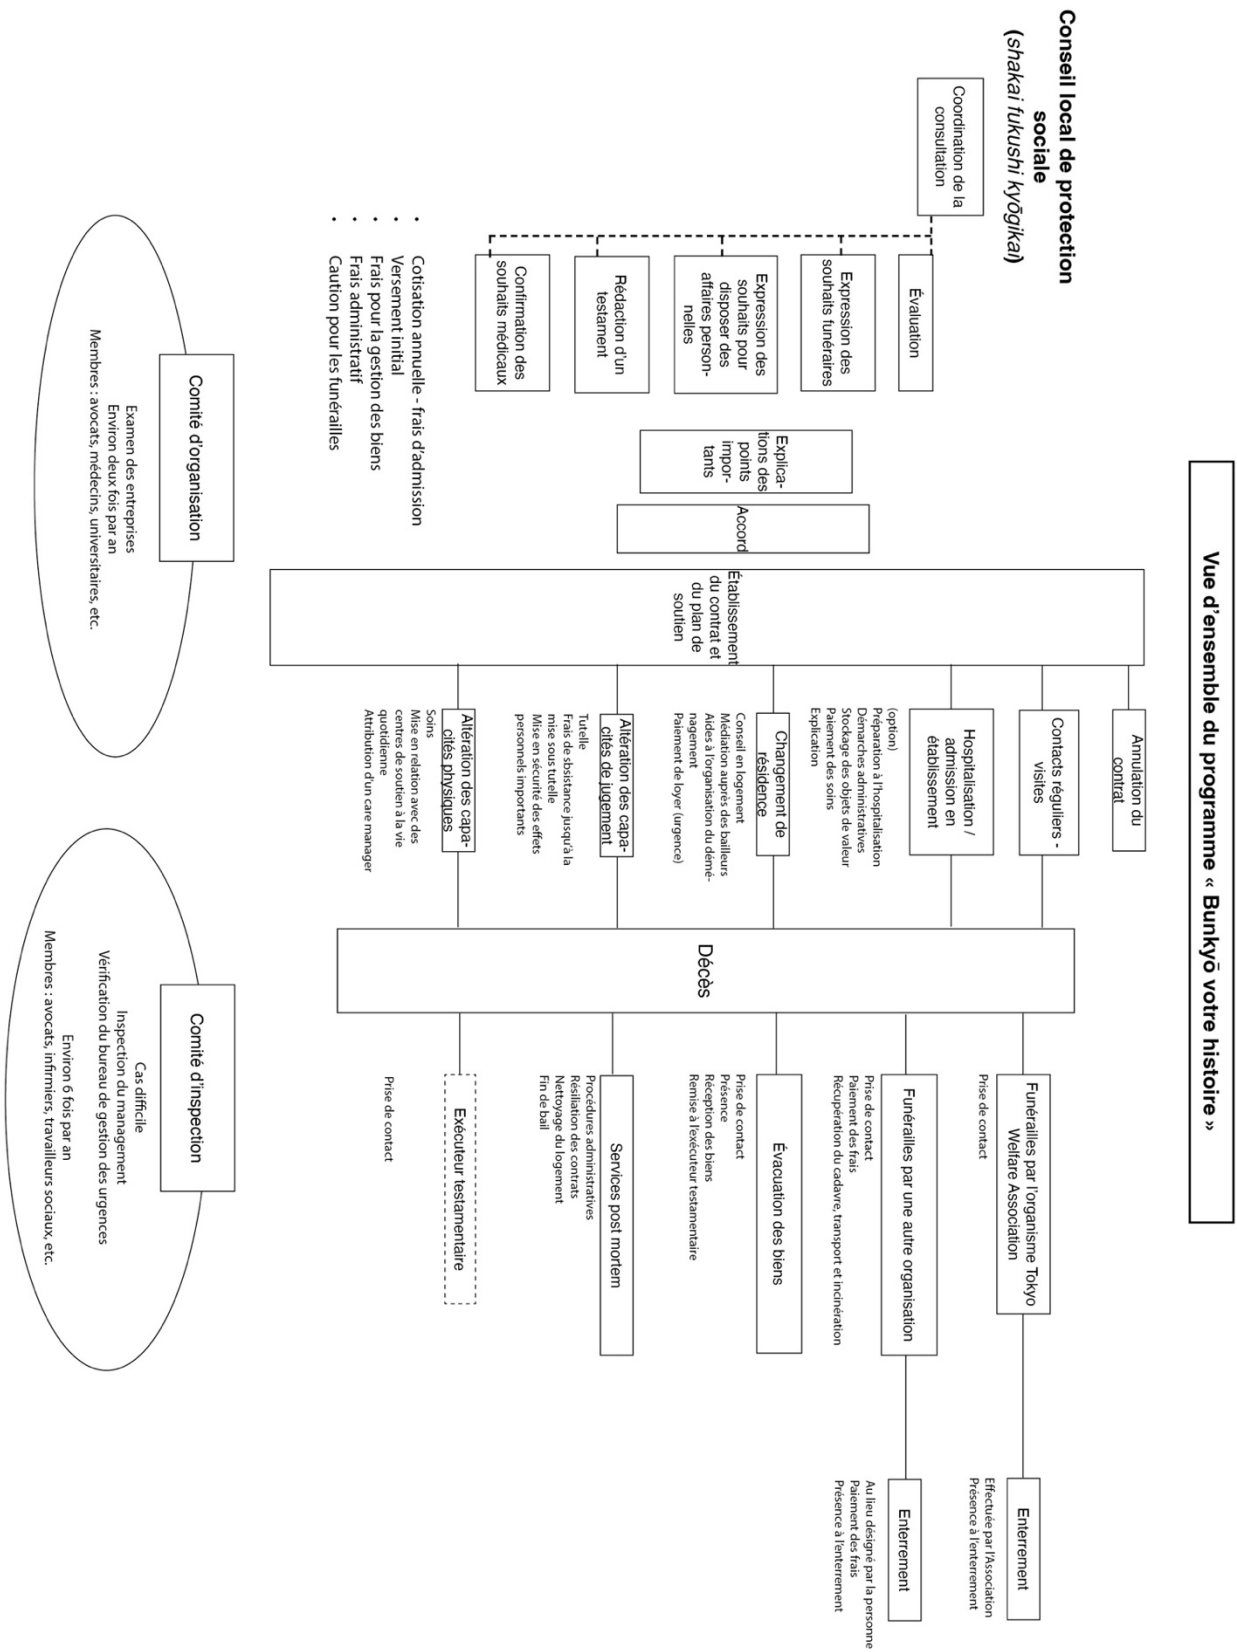 Vue d'ensemble du programme « Bunkyō votre histoire »
Conseil local de protection
sociale
(shakai fukushi kyōgikai)
Coordination de la
consultation
Évaluation
Expression des
souhaits funéraires
Expression des
souhaits pour
disposer des
affaires person-
nelles
Rédaction d'un
testament
Confirmation des
souhaits médicaux
• Cotisation annuelle - frais d'admission
• Versement initial
• Frais pour la gestion des biens
• Frais administratif
• Caution pour les funérailles
Explica-
tions des
points
impor-
tants
Accord
Établissement
du contrat et
du plan de
soutien
Annulation du
contrat
Contacts réguliers -
visites
Hospitalisation /
admission en
établissement
(option)
Préparation à l'hospitalisation
Démarches administratives
Stockage des objets de valeur
Paiement des soins
Explication
Changement de
résidence
Conseil en logement
Médiation auprès des bailleurs
Aides à l'organisation du démé-
nagement
Paiement de loyer (urgence)
Altération des capa-
cités de jugement
Tutelle
Frais de sbsistance jusqu'à la
mise sous tutelle
Mise en sécurité des effets
personnels importants
Altération des capa-
cités physiques
Soins
Mise en relation avec des
centres de soutien à la vie
quotidienne
Attribution d'un care manager
Décès
Funérailles par l'organisme Tokyo
Welfare Association
Prise de contact
Funérailles par une autre organisation
Prise de contact
Paiement des frais
Récupération du cadavre, transport et incinération
Évacuation des biens
Prise de contact
Présence
Réception des biens
Remise à l'exécuteur testamentaire
Services post mortem
Procédures administratives
Résiliation des contrats
Nettoyage du logement
Fin de bail
Exécuteur testamentaire
Prise de contact
Enterrement
Effectuée par l'Association
Présence à l'enterrement
Enterrement
Au lieu désigné par la personne
Paiement des frais
Présence à l'enterrement
Comité d'organisation
Examen des entreprises
Environ deux fois par an
Membres : avocats, médecins, universitaires, etc.
Comité d'inspection
Cas difficile
Inspection du management
Vérification du bureau de gestion des urgences
Environ 6 fois par an
Membres : avocats, infirmiers, travailleurs sociaux, etc.